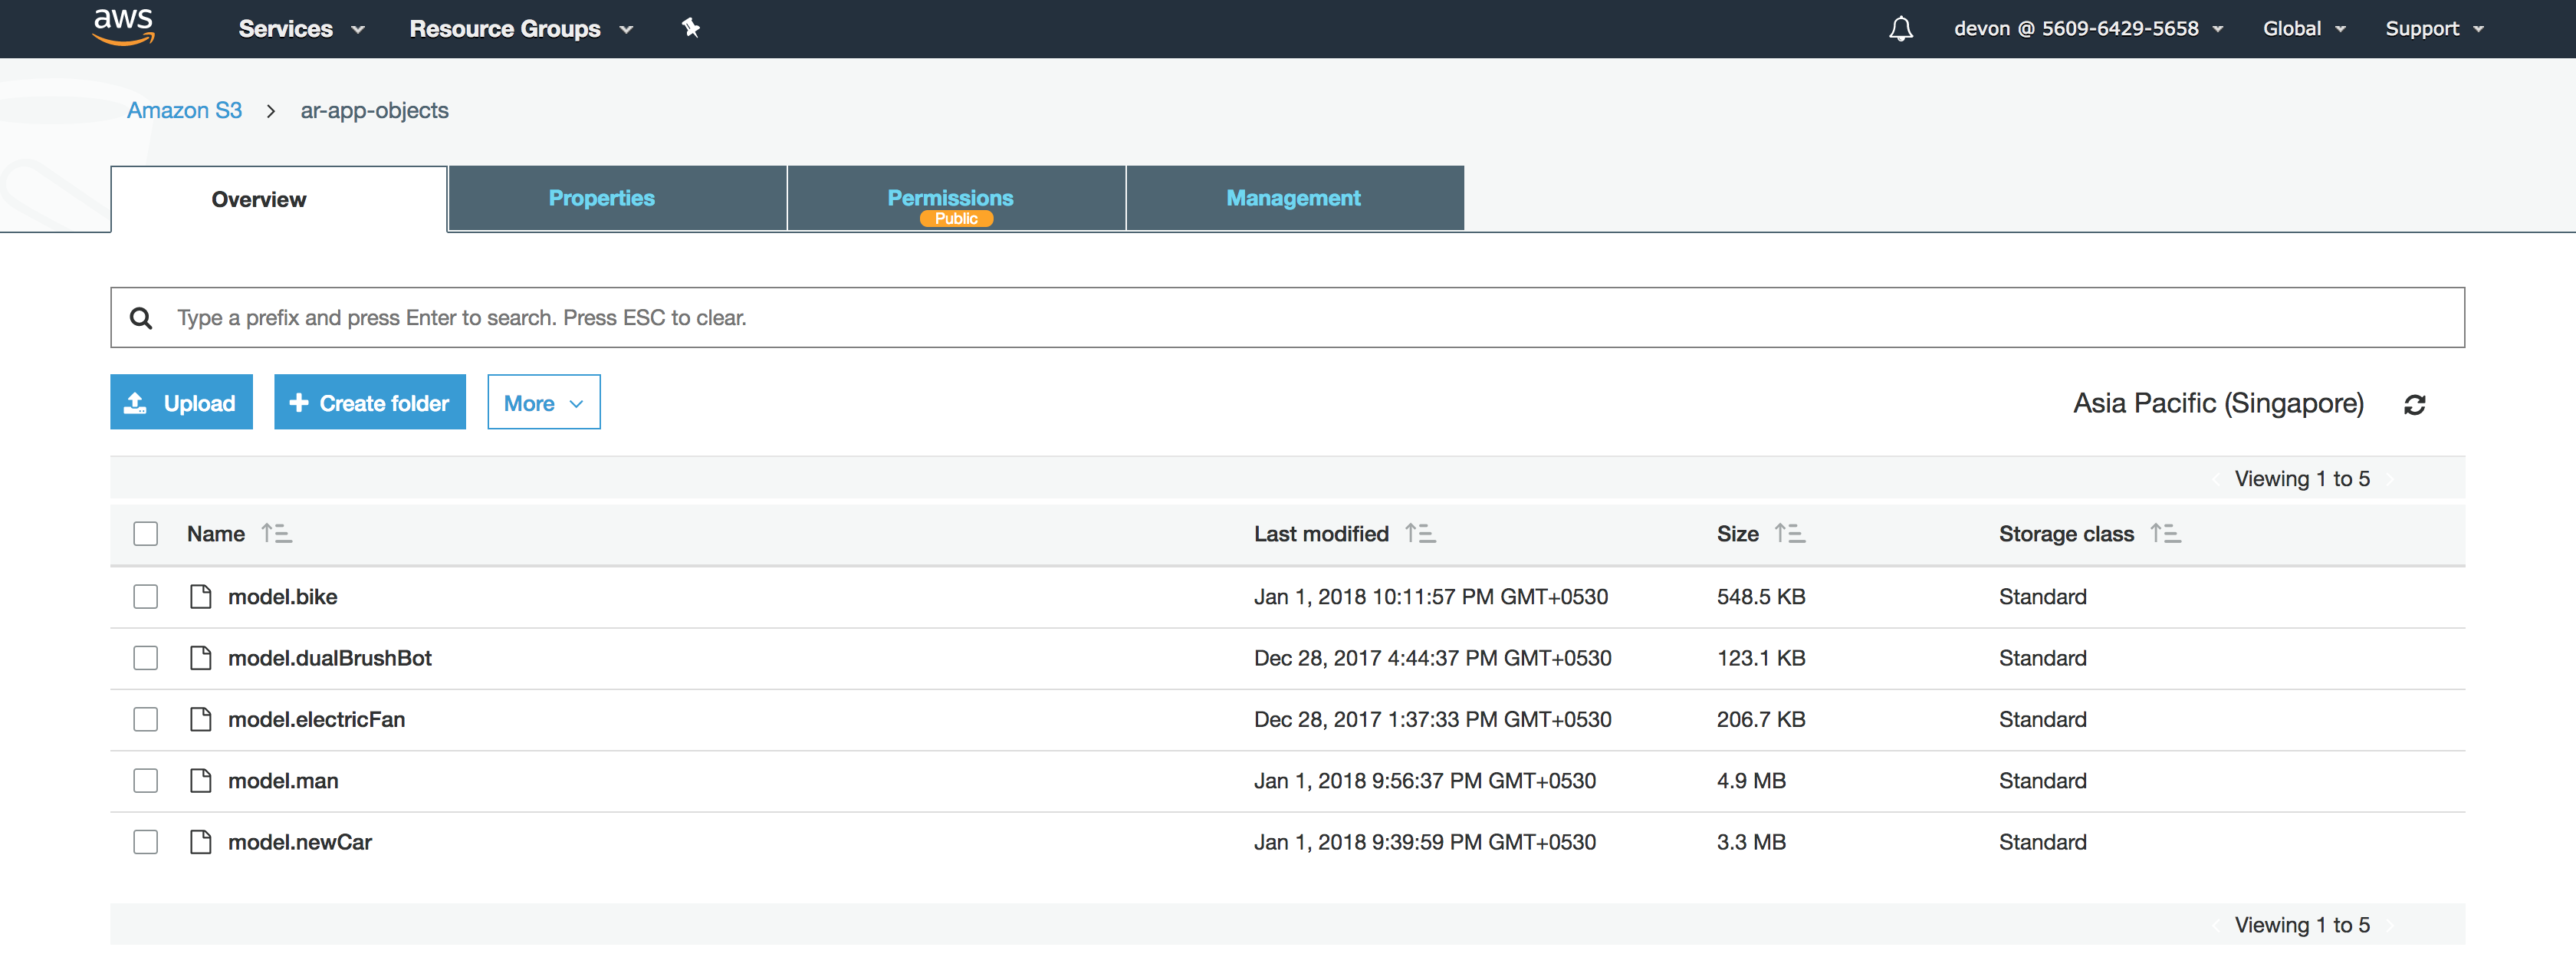 aws Services Resource Groups devon @ 5609-6429-5658 Global Support
Amazon S3 > ar-app-objects
Overview Properties Permissions Management
Public
Type a prefix and press Enter to search. Press ESC to clear.
Upload + Create folder More Asia Pacific (Singapore)
Viewing 1 to 5
Name Last modified Size Storage class
model.bike Jan 1, 2018 10:11:57 PM GMT+0530 548.5 KB Standard
model.dualBrushBot Dec 28, 2017 4:44:37 PM GMT+0530 123.1 KB Standard
model.electricFan Dec 28, 2017 1:37:33 PM GMT+0530 206.7 KB Standard
model.man Jan 1, 2018 9:56:37 PM GMT+0530 4.9 MB Standard
model.newCar Jan 1, 2018 9:39:59 PM GMT+0530 3.3 MB Standard
Viewing 1 to 5